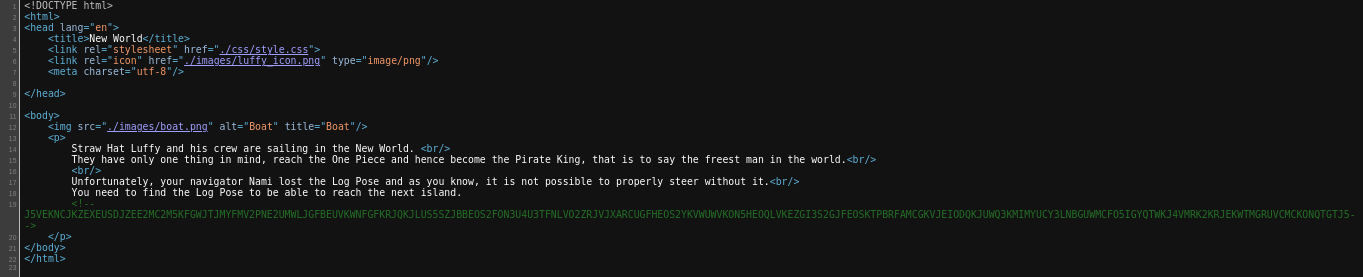 1 <!DOCTYPE html>
2 <html>
3 <head lang="en">
4 <title>New World</title>
5 <link rel="stylesheet" href="./css/style.css">
6 <link rel="icon" href="./images/luffy_icon.png" type="image/png"/>
7 <meta charset="utf-8"/>
8
9 </head>
10
11 <body>
12 <img src="./images/boat.png" alt="Boat" title="Boat"/>
13 <p>
14 Straw Hat Luffy and his crew are sailing in the New World. <br/>
15 They have only one thing in mind, reach the One Piece and hence become the Pirate King, that is to say the freest man in the world.<br/>
16 <br/>
17 Unfortunately, your navigator Nami lost the Log Pose and as you know, it is not possible to properly steer without it.<br/>
18 You need to find the Log Pose to be able to reach the next island.
19 <!--
J5VEKNCJKZEXEUSDJZEE2MC2M5KFGWJTJMYFMV2PNE2UMWLJGFBEUVKWNFGFKRJQKJLUS5SZJBBEOS2FON3U4U3TFNLVO2ZRJVJXARCUGFHEOS2YKVWUWVKON5HEOQLVKEZGI3S2GJFEOSKTPBRFAMCGKVJEIODQKJUWQ3KMIMYUCY3LNBGUWMCFO5IGYQTWKJ4VMRK2KRJEKWTMGRUVCMCKONQTGTJ5-
->
20 </p>
21 </body>
22 </html>
23